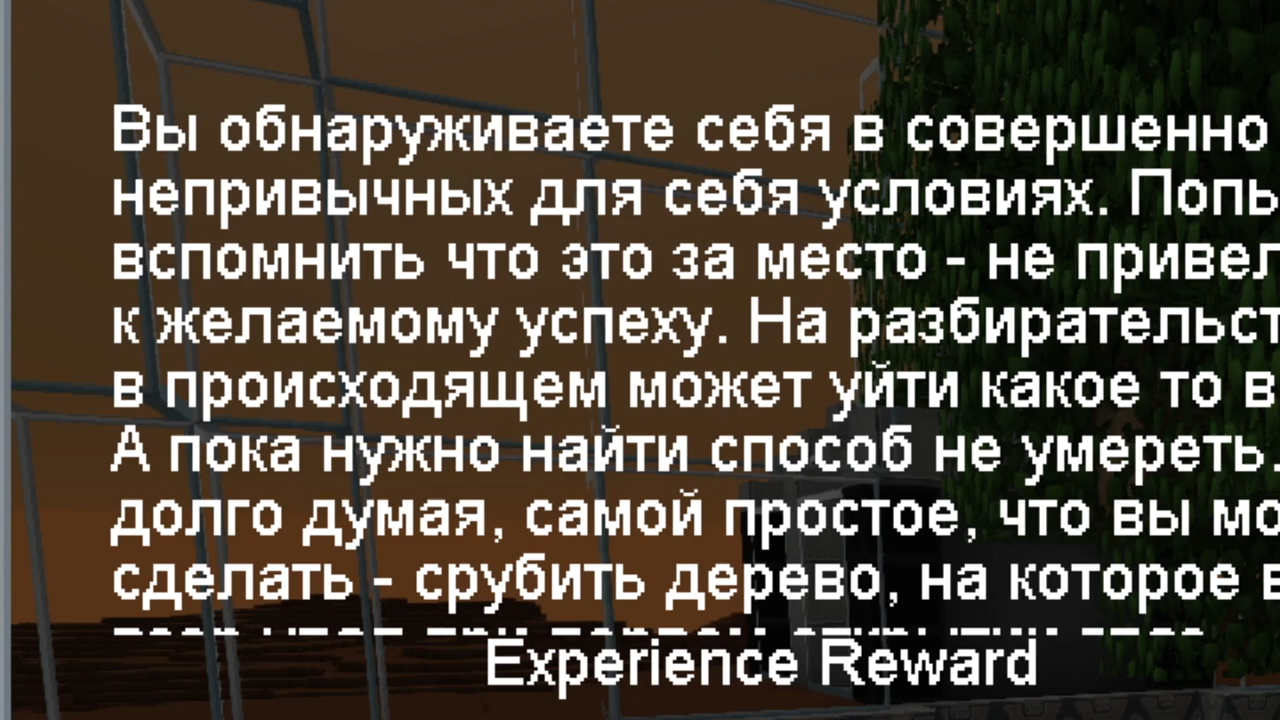 Вы обнаруживаете себя в совершенно
непривычных для себя условиях. Попы
вспомнить что это за место - не привел
к желаемому успеху. На разбирательст
в происходящем может уйти какое то в
А пока нужно найти способ не умереть.
долго думая, самой простое, что вы мо
сделать - срубить дерево, на которое в
Experience Reward